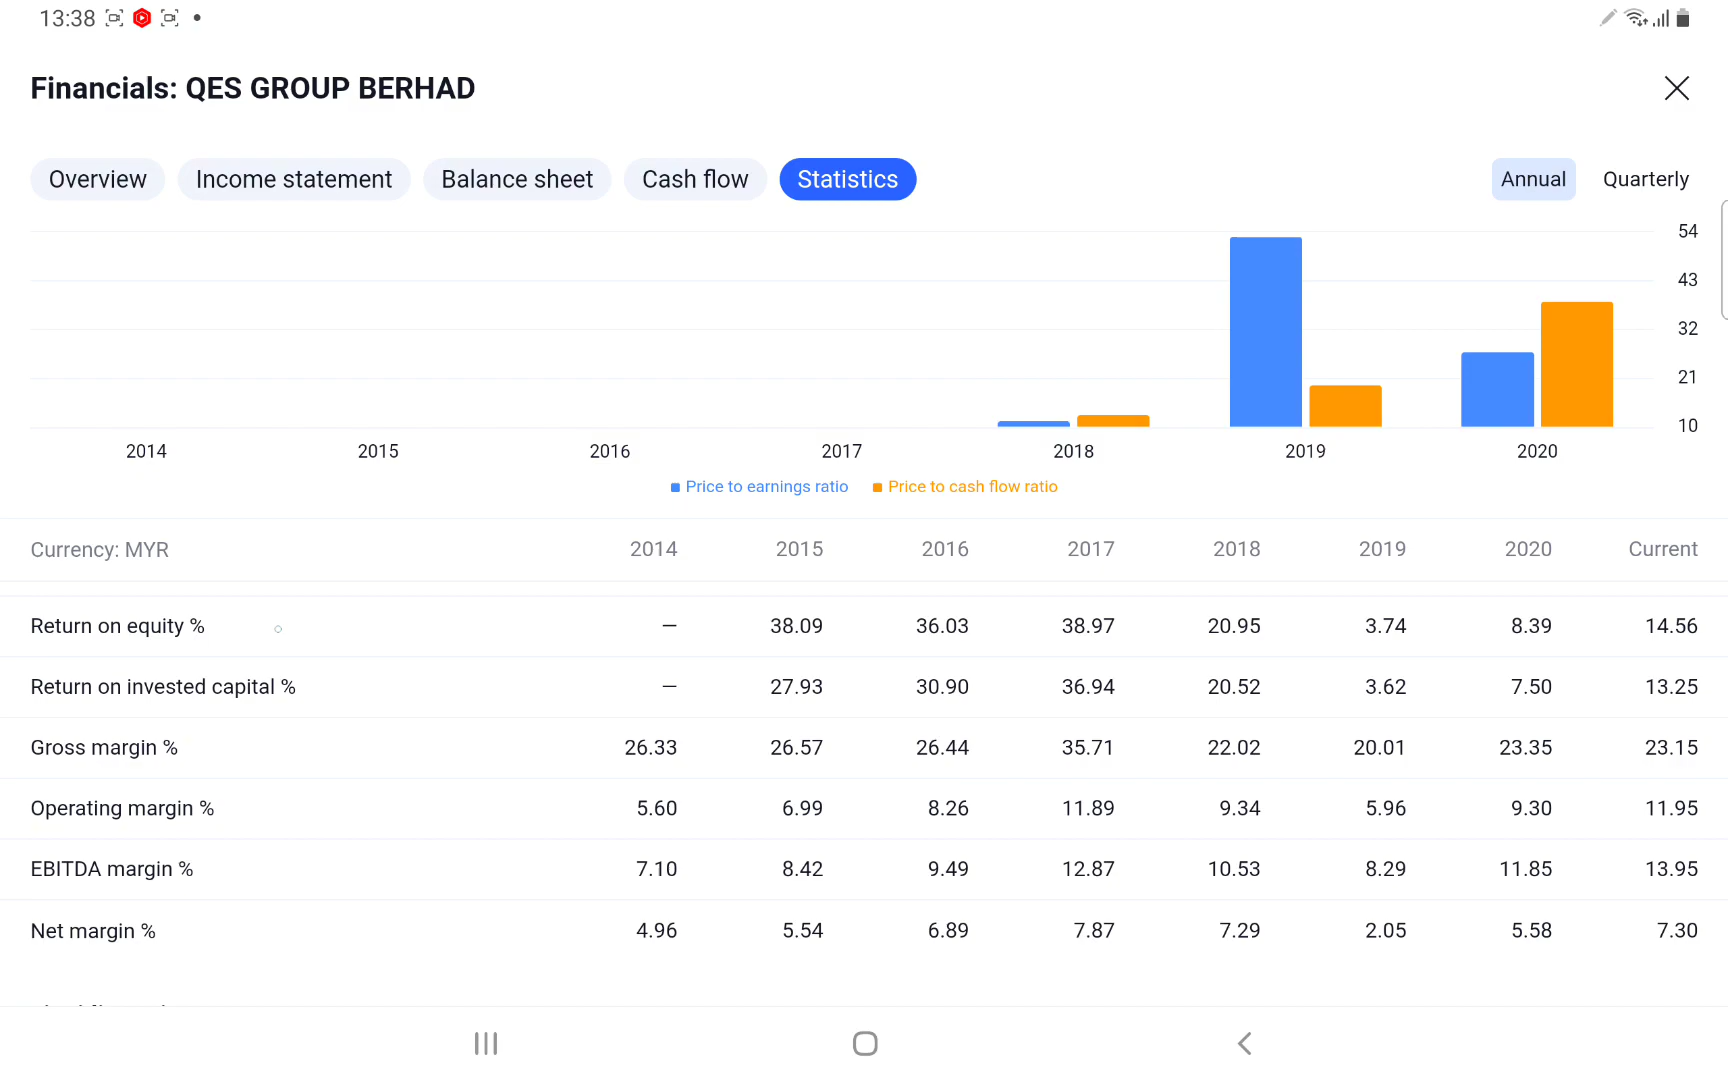 13:38
Financials: QES GROUP BERHAD
Overview Income statement Balance sheet Cash flow Statistics Annual Quarterly
54
43
32
21
10
2014 2015 2016 2017 2018 2019 2020
Price to earnings ratio Price to cash flow ratio
Currency: MYR 2014 2015 2016 2017 2018 2019 2020 Current
Return on equity % — 38.09 36.03 38.97 20.95 3.74 8.39 14.56
Return on invested capital % — 27.93 30.90 36.94 20.52 3.62 7.50 13.25
Gross margin % 26.33 26.57 26.44 35.71 22.02 20.01 23.35 23.15
Operating margin % 5.60 6.99 8.26 11.89 9.34 5.96 9.30 11.95
EBITDA margin % 7.10 8.42 9.49 12.87 10.53 8.29 11.85 13.95
Net margin % 4.96 5.54 6.89 7.87 7.29 2.05 5.58 7.30